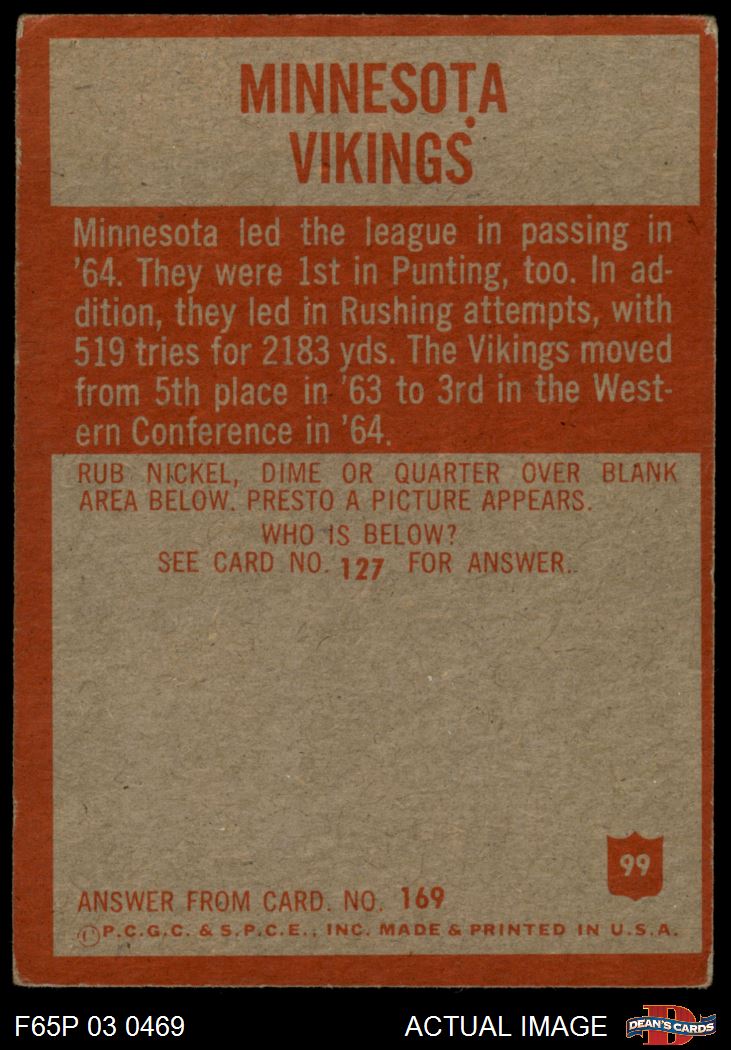 MINNESOTA
VIKINGS
Minnesota led the league in passing in
'64. They were 1st in Punting, too. In ad-
dition, they led in Rushing attempts, with
519 tries for 2183 yds. The Vikings moved
from 5th place in '63 to 3rd in the West-
ern Conference in '64.
RUB NICKEL, DIME OR QUARTER OVER BLANK
AREA BELOW. PRESTO A PICTURE APPEARS.
WHO IS BELOW?
SEE CARD NO. 127 FOR ANSWER..
99
ANSWER FROM CARD. NO. 169
©P.C.G.C. & S.P.C.E., INC. MADE & PRINTED IN U.S.A.
F65P 03 0469
ACTUAL IMAGE
D
DEAN'S CARDS